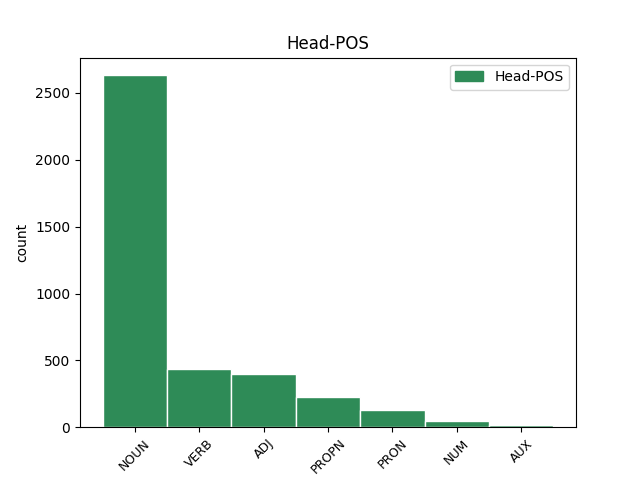 Head-POS
Head-POS
2500
2000
1500
1000
500
0
count
NOUN
VERB
ADJ
PROPN
PRON
NUM
AUX